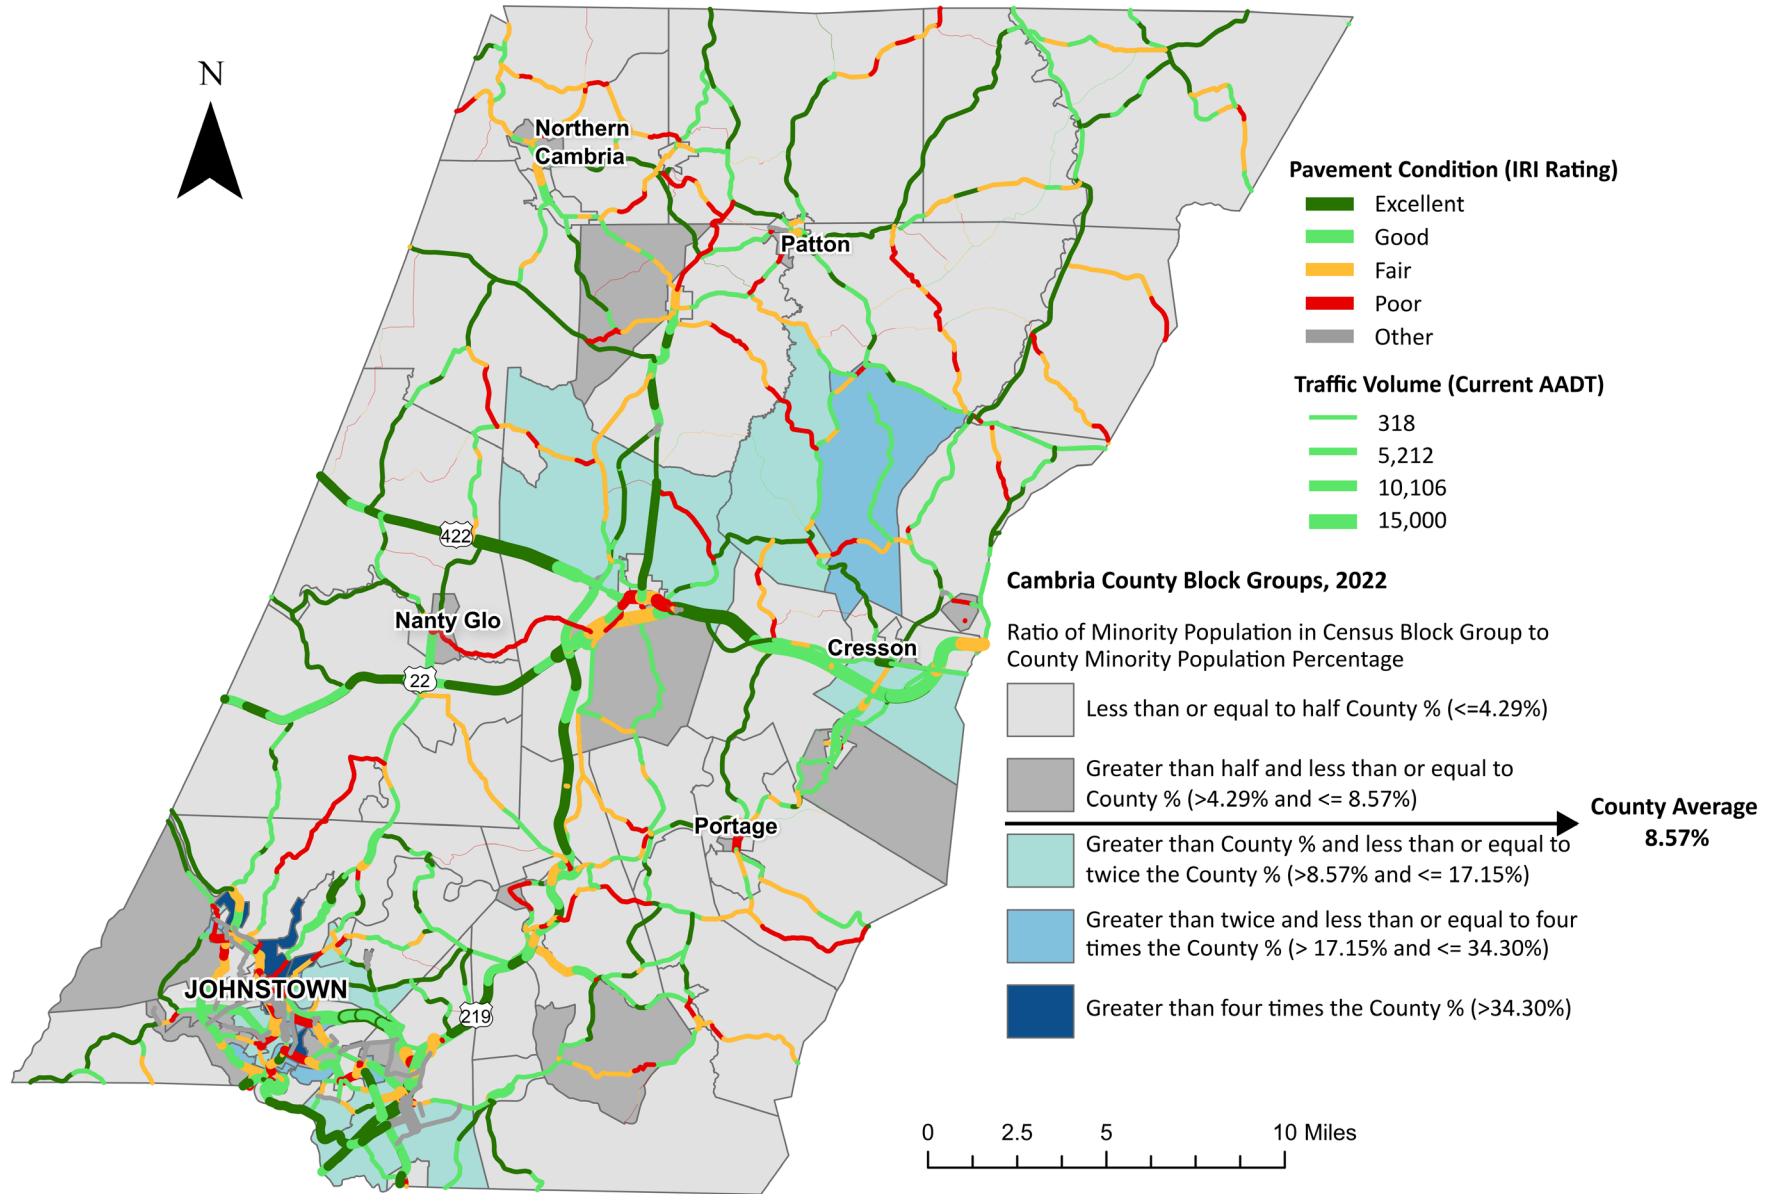 N
Northern
Cambria
Patton
422
Nanty Glo
22
Cresson
Portage
JOHNSTOWN
219
Pavement Condition (IRI Rating)
Excellent
Good
Fair
Poor
Other
Traffic Volume (Current AADT)
318
5,212
10,106
15,000
Cambria County Block Groups, 2022
Ratio of Minority Population in Census Block Group to
County Minority Population Percentage
Less than or equal to half County % (<=4.29%)
Greater than half and less than or equal to
County % (>4.29% and <= 8.57%)
County Average
8.57%
Greater than County % and less than or equal to
twice the County % (>8.57% and <= 17.15%)
Greater than twice and less than or equal to four
times the County % (> 17.15% and <= 34.30%)
Greater than four times the County % (>34.30%)
0 2.5 5 10 Miles